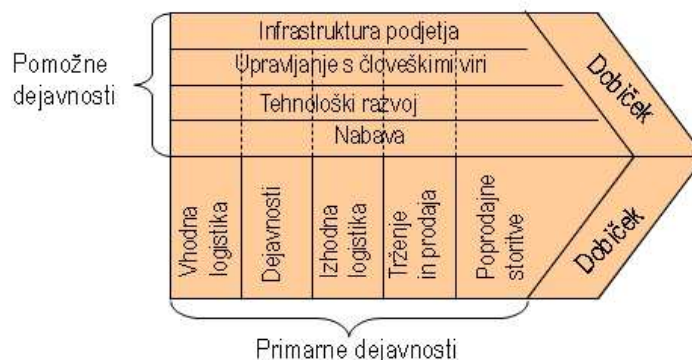 Infrastruktura podjetja
Upravljanje s človeškimi viri
Tehnološki razvoj
Nabava
Pomožne
dejavnosti
Dobiček
Dobiček
Vhodna
logistika
Dejavnosti
Izhodna
logistika
Trženje
in prodaja
Poprodajne
storitve
Primarne dejavnosti